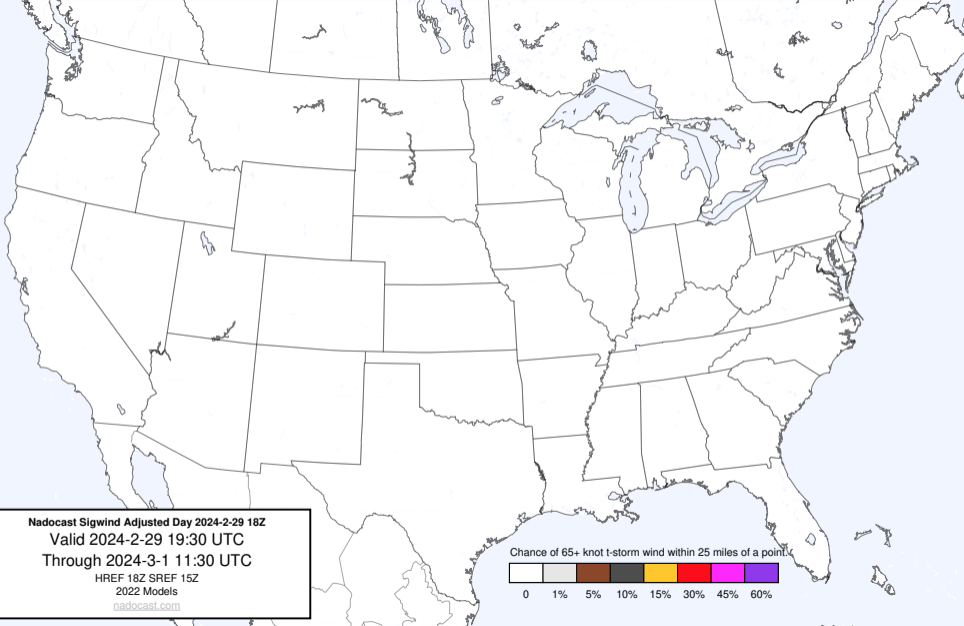 Nadocast Sigwind Adjusted Day 2024-2-29 18Z
Valid 2024-2-29 19:30 UTC
Through 2024-3-1 11:30 UTC
HREF 18Z SREF 15Z
2022 Models
nadocast.com
Chance of 65+ knot t-storm wind within 25 miles of a point.
0 1% 5% 10% 15% 30% 45% 60%